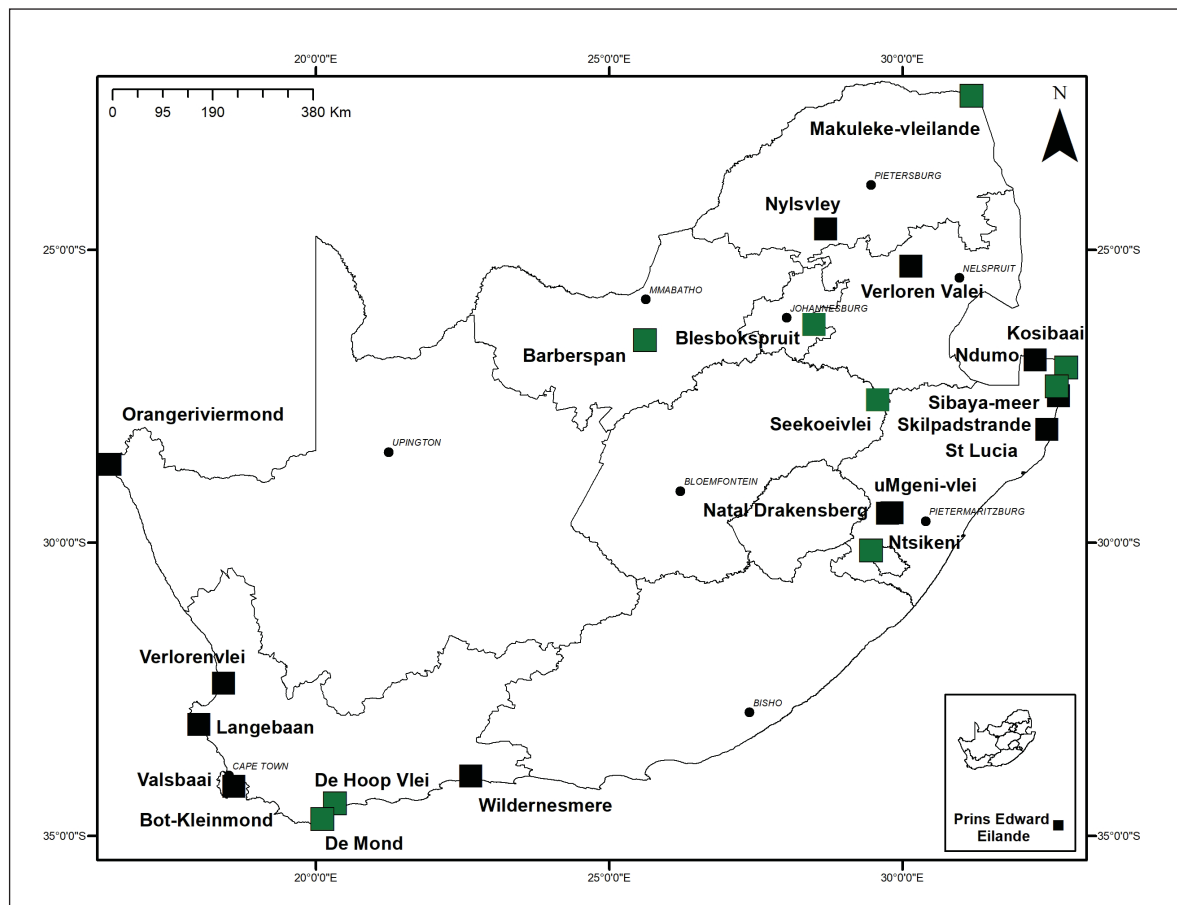 20°0'0"E 25°0'0"E 30°0'0"E
0 95 190 380 Km
N
Makuleke-vleilande
PIETERSBURG
Nylsvley
25°0'0"S 25°0'0"S
NELSPRUIT
Verloren Valei
MMABATHO
JOHANNESBURG
Blesbokspruit
Kosibaai
Barberspan
Ndumo
Sibaya-meer
Orangeriviermond
Seekoeivlei
Skilpadstrande
UPINGTON
St Lucia
BLOEMFONTEIN
uMgeni-vlei
Natal Drakensberg
PIETERMARITZBURG
30°0'0"S 30°0'0"S
Ntsikeni
Verlorenvlei
BISHO
Langebaan
CAPE TOWN
Valsbaai
De Hoop Vlei
Wildernesmere
Bot-Kleinmond
De Mond
Prins Edward
Eilande
35°0'0"S 35°0'0"S
20°0'0"E 25°0'0"E 30°0'0"E